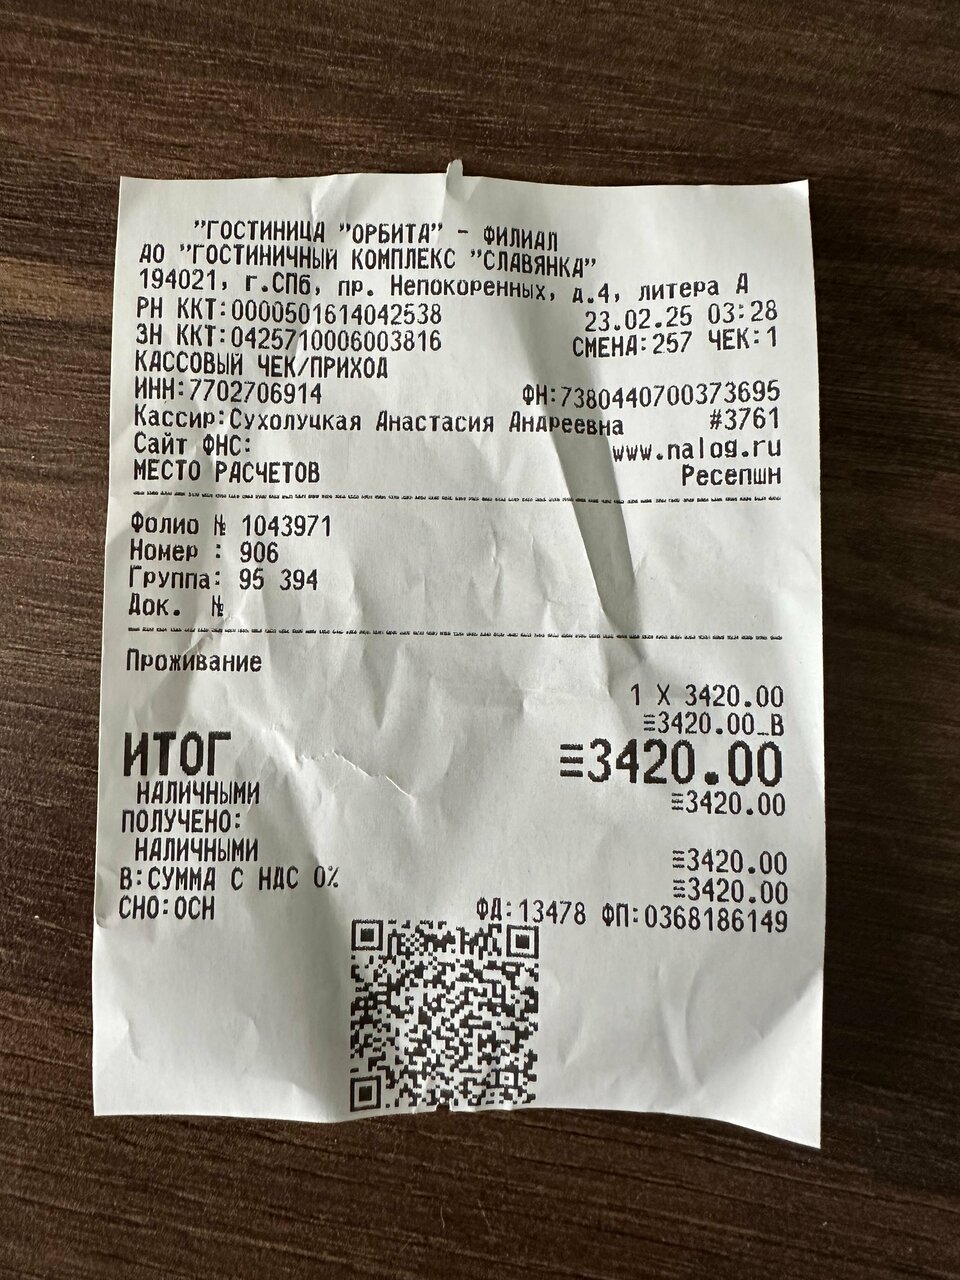 "ГОСТИНИЦА "ОРБИТА" - ФИЛИАЛ
АО "ГОСТИНИЧНЫЙ КОМПЛЕКС "СЛАВЯНКА"
194021, г.СПб, пр. Непокоренных, д.4, литера А
РН ККТ:0000501614042538 23.02.25 03:28
ЗН ККТ:0425710006003816 СМЕНА:257 ЧЕК:1
КАССОВЫЙ ЧЕК/ПРИХОД
ИНН:7702706914 ФН:7380440700373695
Кассир:Сухолуцкая Анастасия Андреевна #3761
Сайт ФНС: www.nalog.ru
МЕСТО РАСЧЕТОВ Ресепшн
Фолио № 1043971
Номер : 906
Группа: 95 394
Док. №
Проживание
1 X 3420.00
≡3420.00_В
ИТОГ ≡3420.00
НАЛИЧНЫМИ ≡3420.00
ПОЛУЧЕНО:
НАЛИЧНЫМИ ≡3420.00
В:СУММА С НДС 0% ≡3420.00
СНО:ОСН ФД:13478 ФП:0368186149